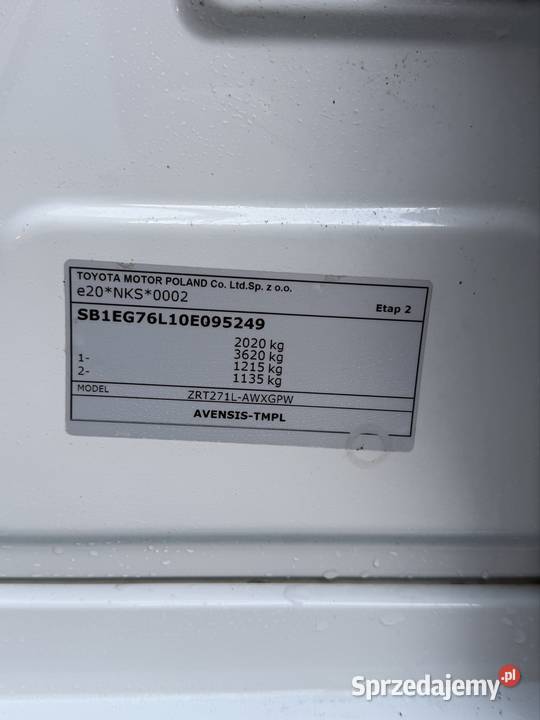 TOYOTA MOTOR POLAND Co. Ltd.Sp. z o.o.
e20*NKS*0002
Etap 2
SB1EG76L10E095249
2020 kg
3620 kg
1- 1215 kg
2- 1135 kg
MODEL ZRT271L-AWXGPW
AVENSIS-TMPL
Sprzedajemy.pl